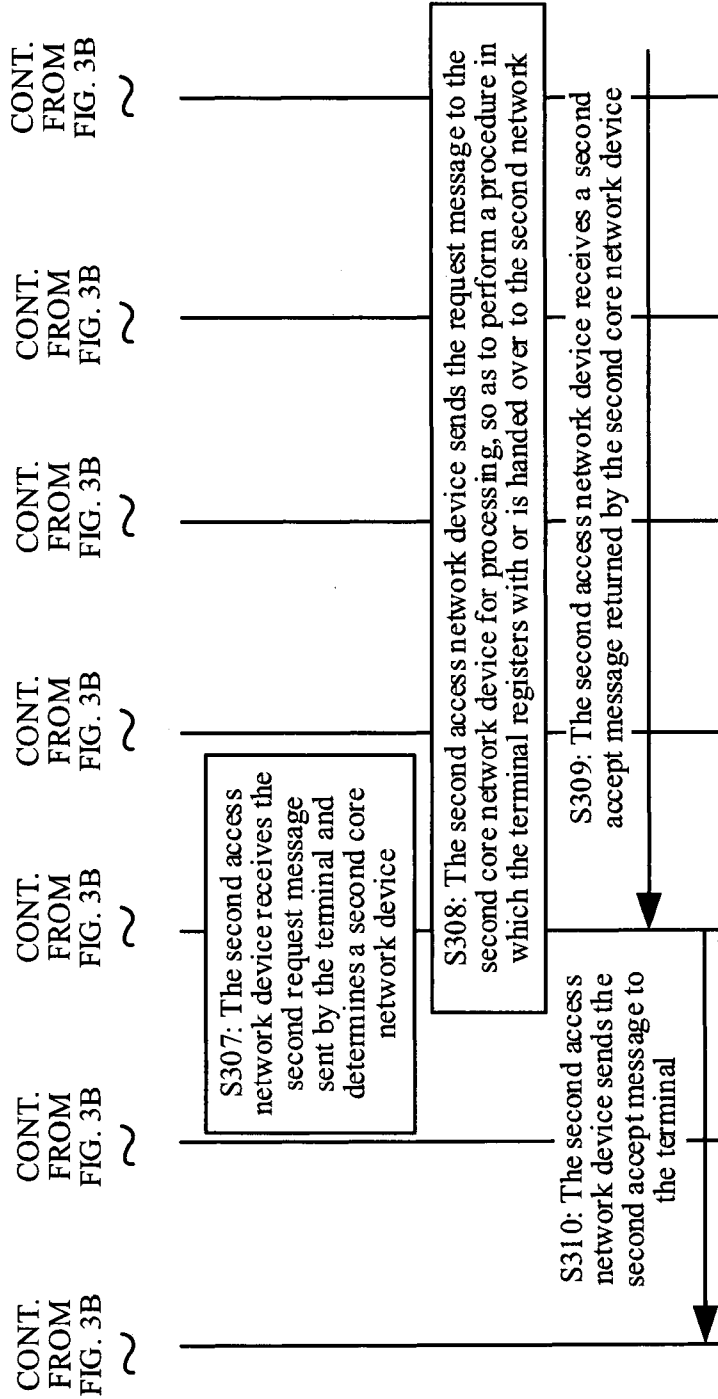 CONT.
FROM
FIG. 3B
CONT.
FROM
FIG. 3B
CONT.
FROM
FIG. 3B
CONT.
FROM
FIG. 3B
CONT.
FROM
FIG. 3B
CONT.
FROM
FIG. 3B
CONT.
FROM
FIG. 3B
S307: The second access
network device receives the
second request message
sent by the terminal and
determines a second core
network device
S308: The second access network device sends the request message to the
second core network device for processing, so as to perform a procedure in
which the terminal registers with or is handed over to the second network
S309: The second access network device receives a second
accept message returned by the second core network device
S310: The second access
network device sends the
second accept message to
the terminal